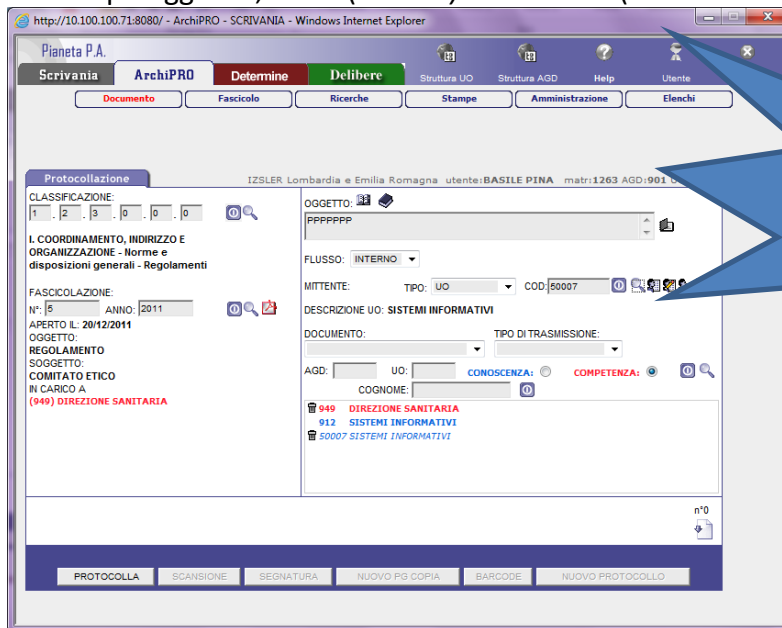 http://10.100.100.71:8080/ - ArchiPRO - SCRIVANIA - Windows Internet Explorer
Pianeta P.A.
Scrivania ArchiPRO Determine Delibere Struttura UO Struttura AGD Help Utente
Documento Fascicolo Ricerche Stampe Amministrazione Elenchi
Protocollazione IZSLER Lombardia e Emilia Romagna utente:BASILE PINA matr:1263 AGD:901
CLASSIFICAZIONE:
1 . 2 . 3 . 0 . 0 . 0
I. COORDINAMENTO, INDIRIZZO E
ORGANIZZAZIONE - Norme e
disposizioni generali - Regolamenti
FASCICOLAZIONE:
N°: 5 ANNO: 2011
APERTO IL: 20/12/2011
OGGETTO:
REGOLAMENTO
SOGGETTO:
COMITATO ETICO
IN CARICO A
(949) DIREZIONE SANITARIA
OGGETTO:
PPPPPPP
FLUSSO: INTERNO
MITTENTE: TIPO: UO COD: 50007
DESCRIZIONE UO: SISTEMI INFORMATIVI
DOCUMENTO: TIPO DI TRASMISSIONE:
AGD: UO: CONOSCENZA: COMPETENZA:
COGNOME:
949 DIREZIONE SANITARIA
912 SISTEMI INFORMATIVI
50007 SISTEMI INFORMATIVI
n°0
PROTOCOLLA SCANSIONE SEGNATURA NUOVO PG COPIA BARCODE NUOVO PROTOCOLLO